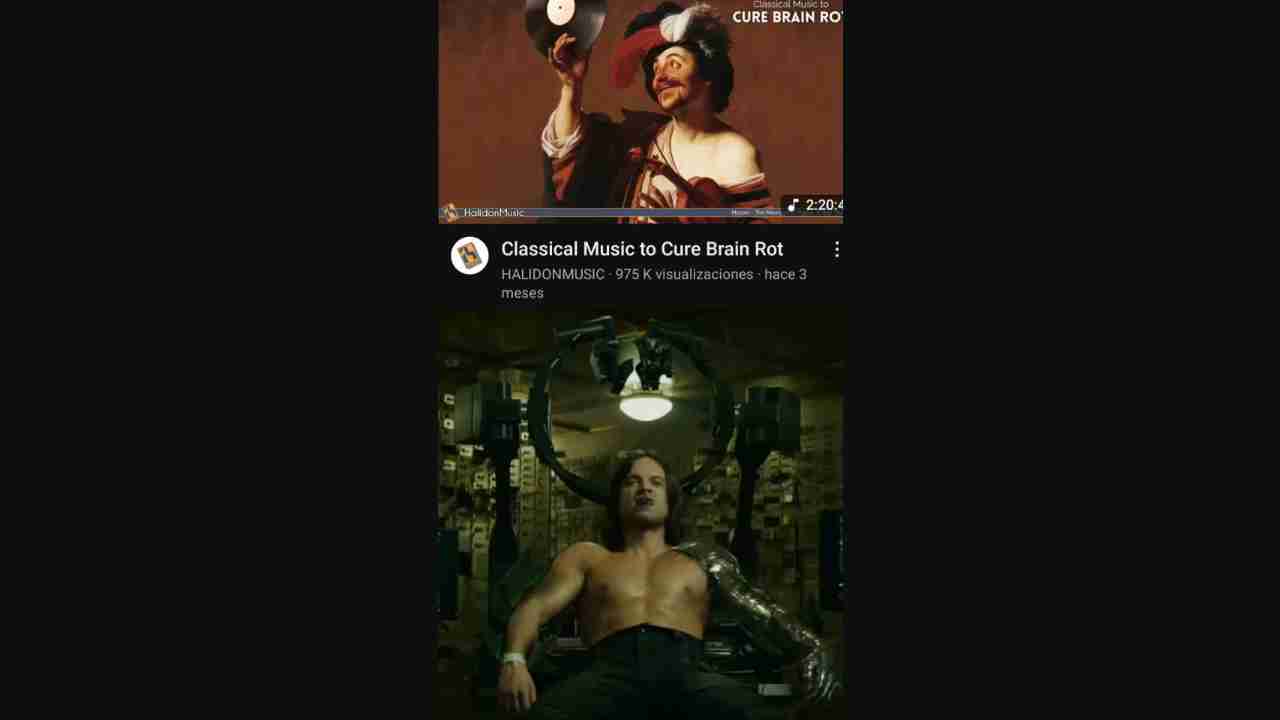 Classical Music to
CURE BRAIN ROT
HalidonMusic
2:20:4
Classical Music to Cure Brain Rot
HALIDONMUSIC · 975 K visualizaciones · hace 3
meses